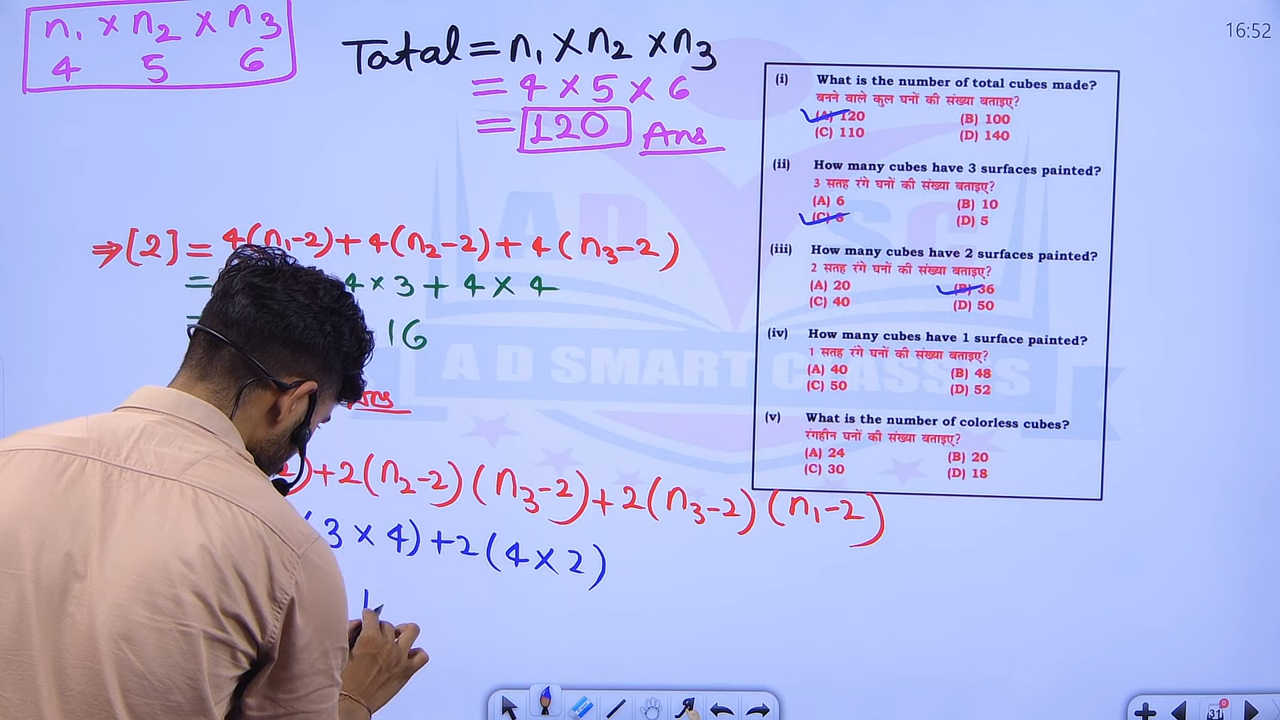 n₁ × n₂ × n₃
4 5 6
Tatal = n₁ × n₂ × n₃
= 4 × 5 × 6
= 120 Ans
⇒ [2] = 4(n₁-2) + 4(n₂-2) + 4(n₃-2)
= 4 × 3 + 4 × 4
= 16
Ans
2) + 2(n₂-2)(n₃-2) + 2(n₃-2)(n₁-2)
(3 × 4) + 2(4 × 2)
16:52
(i) What is the number of total cubes made?
बनने वाले कुल घनों की संख्या बताइए?
(A) 120 (B) 100
(C) 110 (D) 140
(ii) How many cubes have 3 surfaces painted?
3 सतह रंगे घनों की संख्या बताइए?
(A) 6 (B) 10
(C) 8 (D) 5
(iii) How many cubes have 2 surfaces painted?
2 सतह रंगे घनों की संख्या बताइए?
(A) 20 (B) 36
(C) 40 (D) 50
(iv) How many cubes have 1 surface painted?
1 सतह रंगे घनों की संख्या बताइए?
(A) 40 (B) 48
(C) 50 (D) 52
(v) What is the number of colorless cubes?
रंगहीन घनों की संख्या बताइए?
(A) 24 (B) 20
(C) 30 (D) 18
A D SMART CLASSES
31